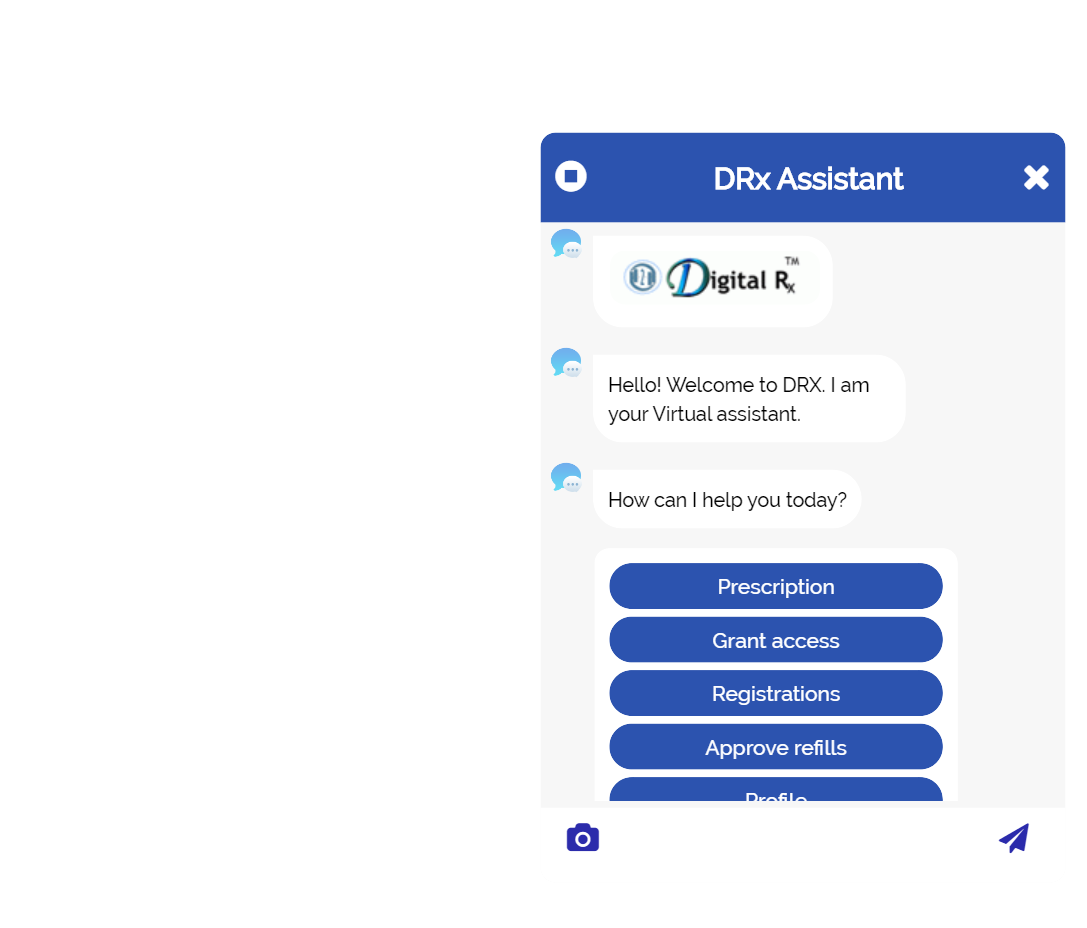 DRx Assistant
Digital Rx TM
Hello! Welcome to DRX. I am
your Virtual assistant.
How can I help you today?
Prescription
Grant access
Registrations
Approve refills
Profile